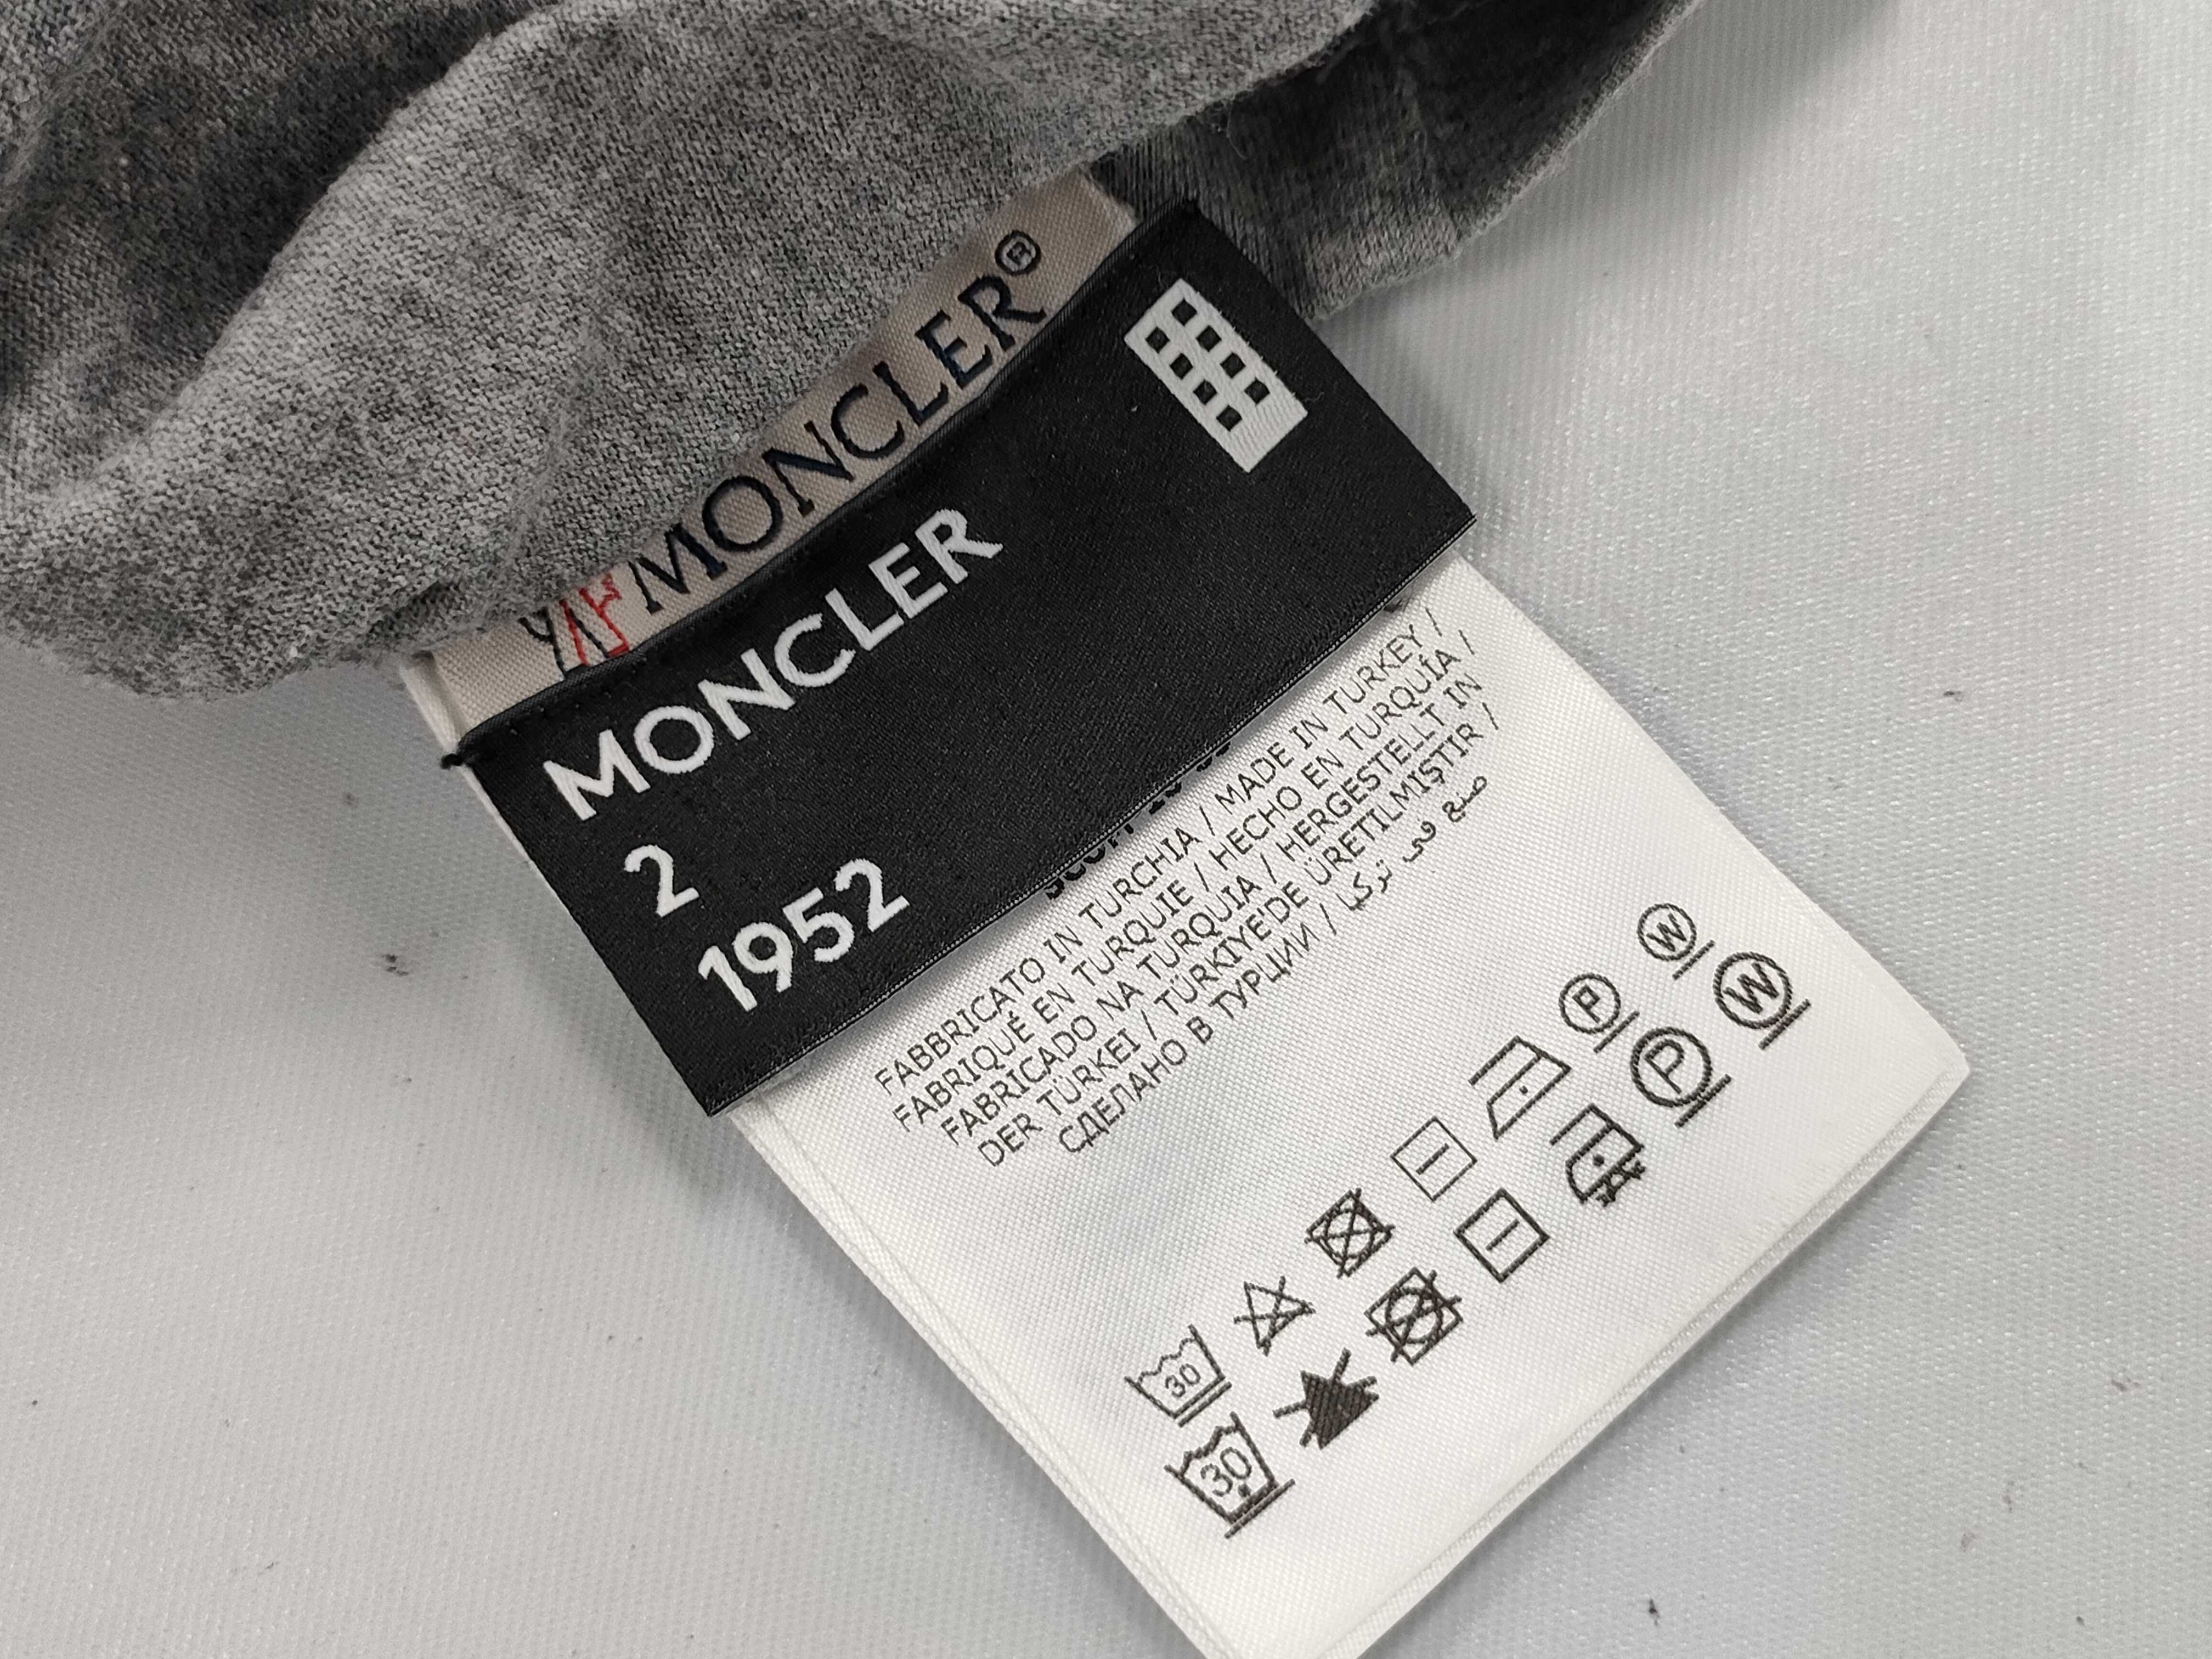 MONCLER®
MONCLER
2
1952
FABBRICATO IN TURCHIA / MADE IN TURKEY /
FABRIQUÉ EN TURQUIE / HECHO EN TURQUÍA /
FABRICADO NA TURQUIA / HERGESTELLT IN
DER TÜRKEI / TÜRKİYE'DE ÜRETİLMİŞTİR /
СДЕЛАНО В ТУРЦИИ / صنع في تركيا
P W
30
P W
30